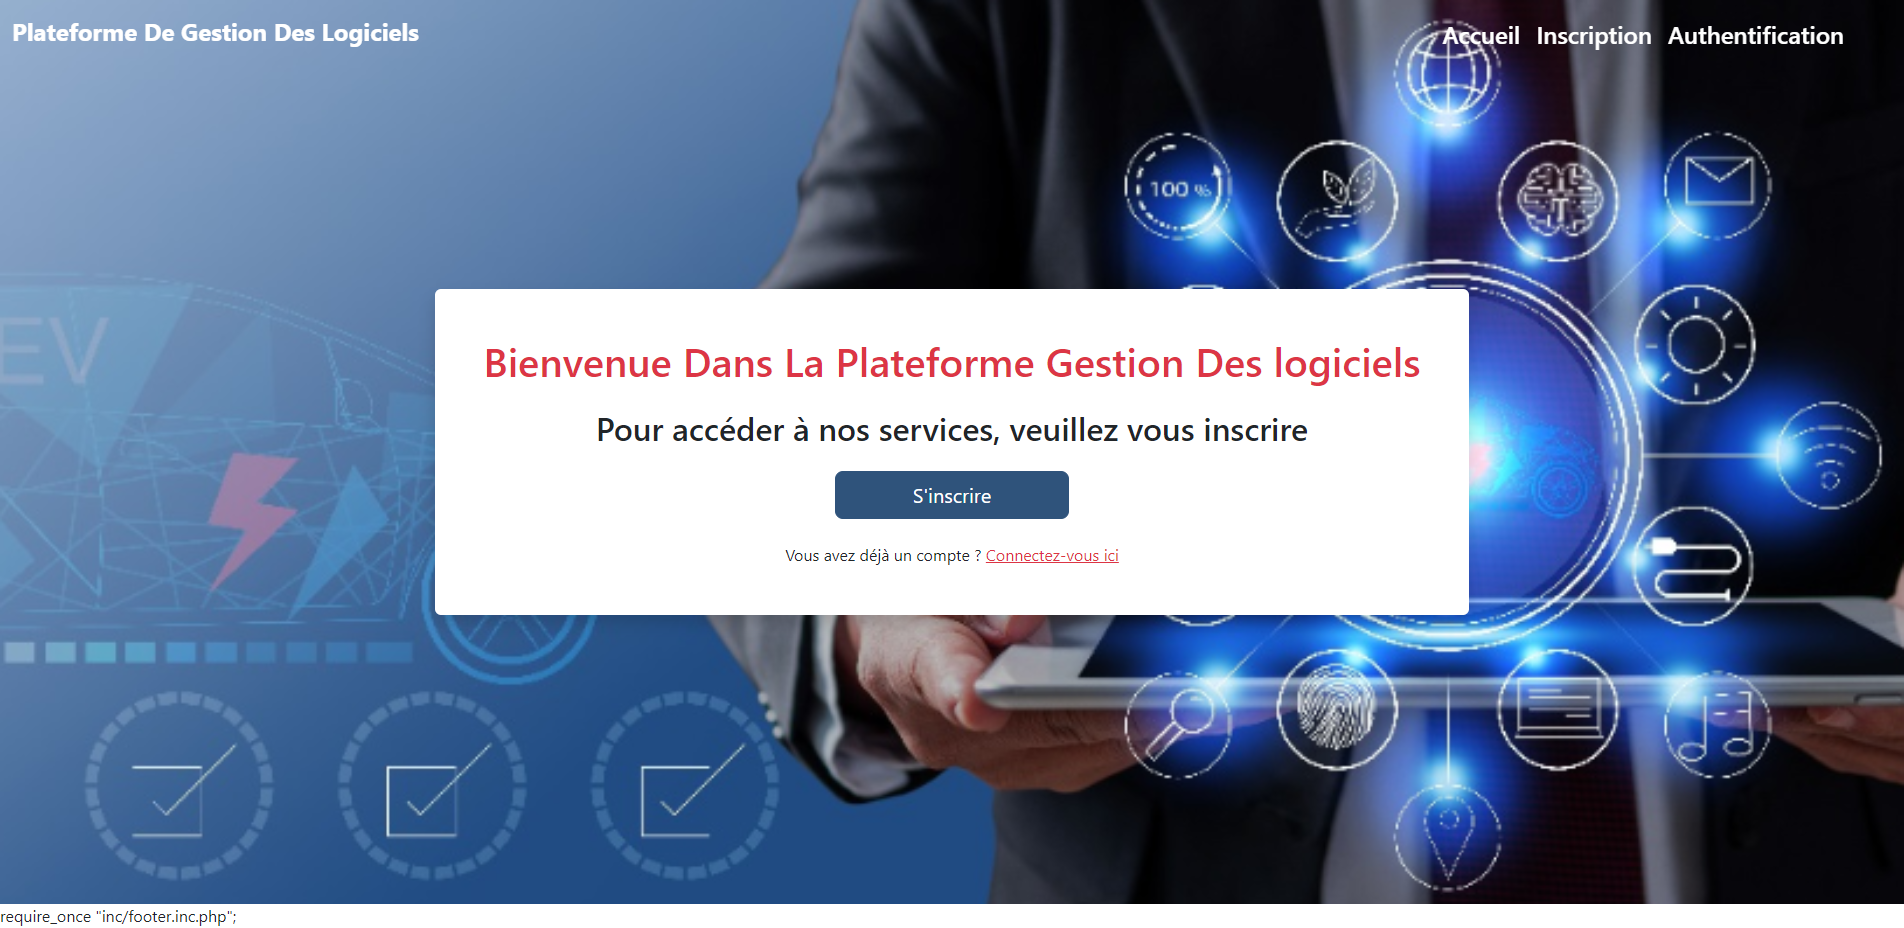 Plateforme De Gestion Des Logiciels
Accueil Inscription Authentification
100 %
EV
Bienvenue Dans La Plateforme Gestion Des logiciels
Pour accéder à nos services, veuillez vous inscrire
S'inscrire
Vous avez déjà un compte ? Connectez-vous ici
require_once "inc/footer.inc.php";